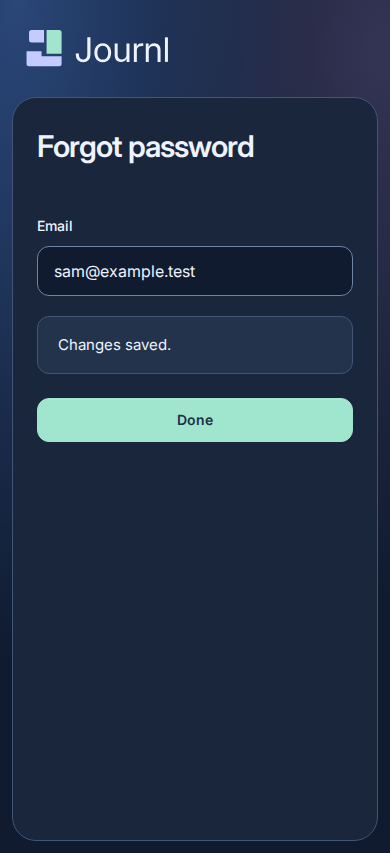 Journl
Forgot password
Email
sam@example.test
Changes saved.
Done